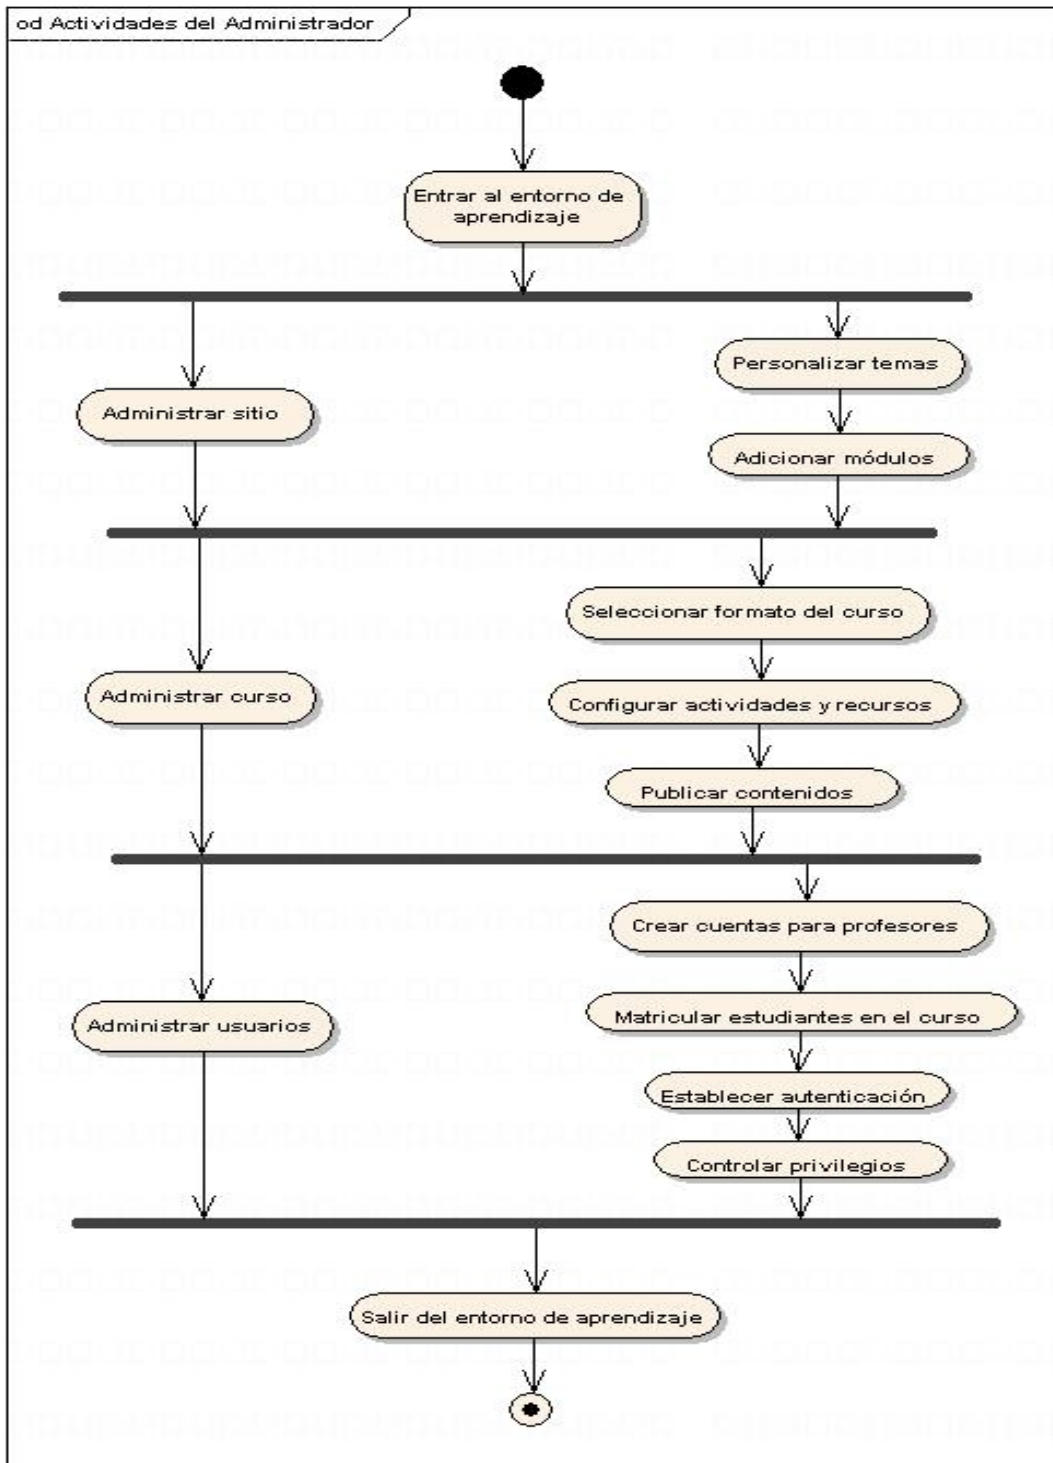 od Actividades del Administrador
Entrar al entorno de
aprendizaje
Personalizar temas
Administrar sitio
Adicionar módulos
Seleccionar formato del curso
Administrar curso
Configurar actividades y recursos
Publicar contenidos
Crear cuentas para profesores
Matricular estudiantes en el curso
Administrar usuarios
Establecer autenticación
Controlar privilegios
Salir del entorno de aprendizaje